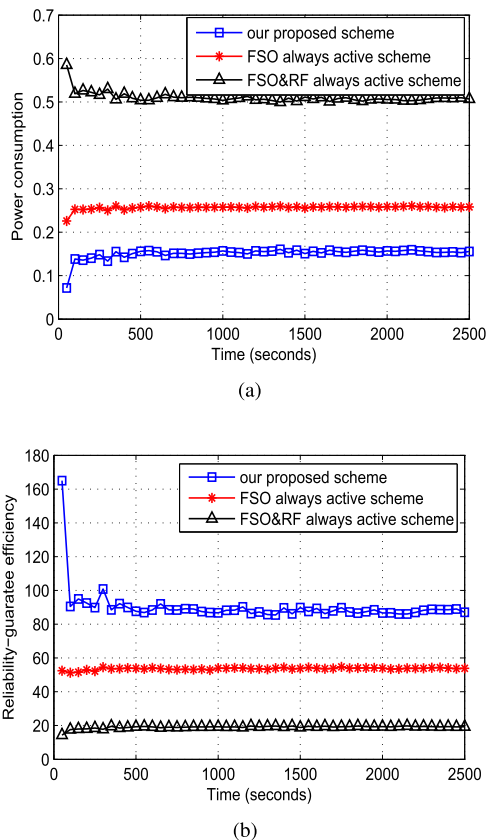 0.7
our proposed scheme
0.6
FSO always active scheme
FSO&RF always active scheme
0.5
0.4
0.3
0.2
0.1
0
Power consumption
0 500 1000 1500 2000 2500
Time (seconds)
(a)
180
our proposed scheme
160
FSO always active scheme
140
FSO&RF always active scheme
120
100
80
60
40
20
0
Reliability-guaratee efficiency
0 500 1000 1500 2000 2500
Time (seconds)
(b)